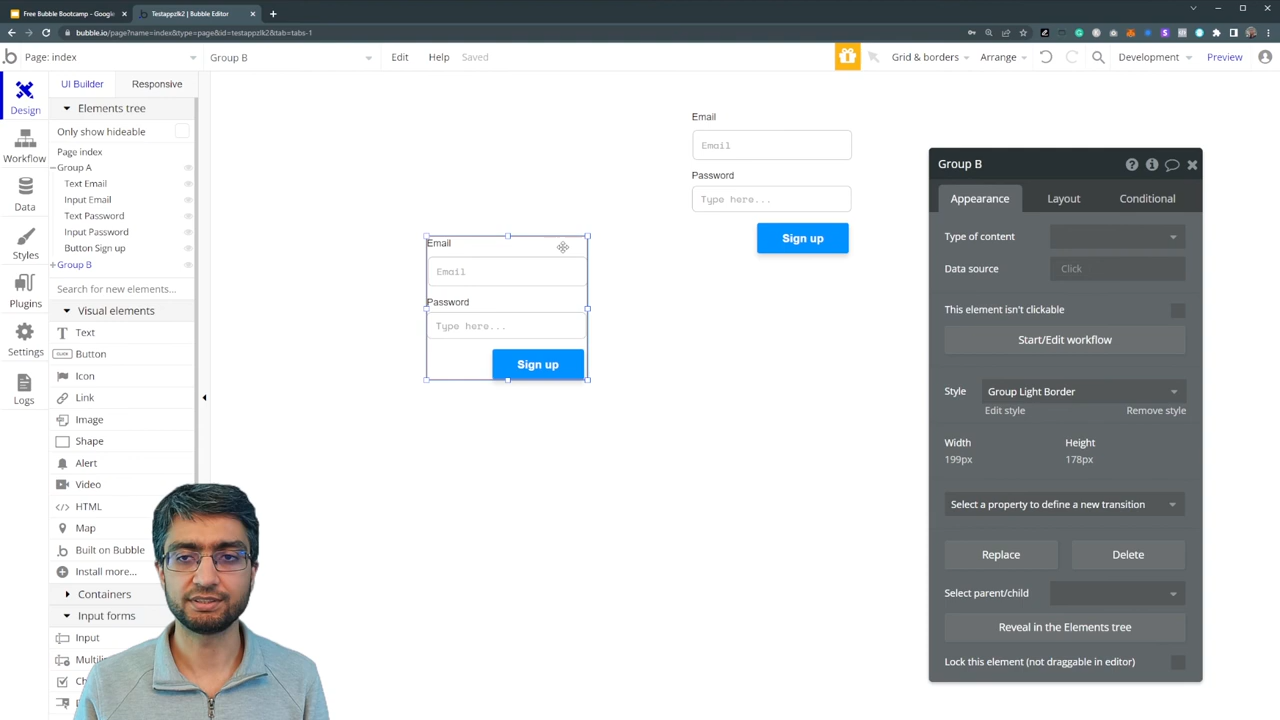 Free Bubble Bootcamp - Google
Testappzlk2 | Bubble Editor
bubble.io/page?name=index&type=page&id=testappzlk2&tab=tabs-1
Page: index
Group B
Edit
Help
Saved
Grid & borders
Arrange
Development
Preview
Design
Workflow
Data
Styles
Plugins
Settings
Logs
UI Builder
Responsive
Elements tree
Only show hideable
Page index
Group A
Text Email
Input Email
Text Password
Input Password
Button Sign up
Group B
Search for new elements...
Visual elements
Text
CLICK Button
Icon
Link
Image
Shape
Alert
Video
HTML
Map
Built on Bubble
Install more...
Containers
Input forms
Input
Email
Email
Password
Type here...
Sign up
Email
Email
Password
Type here...
Sign up
Group B
Appearance
Layout
Conditional
Type of content
Data source
Click
This element isn't clickable
Start/Edit workflow
Style
Group Light Border
Edit style
Remove style
Width
Height
199px
178px
Select a property to define a new transition
Replace
Delete
Select parent/child
Reveal in the Elements tree
Lock this element (not draggable in editor)